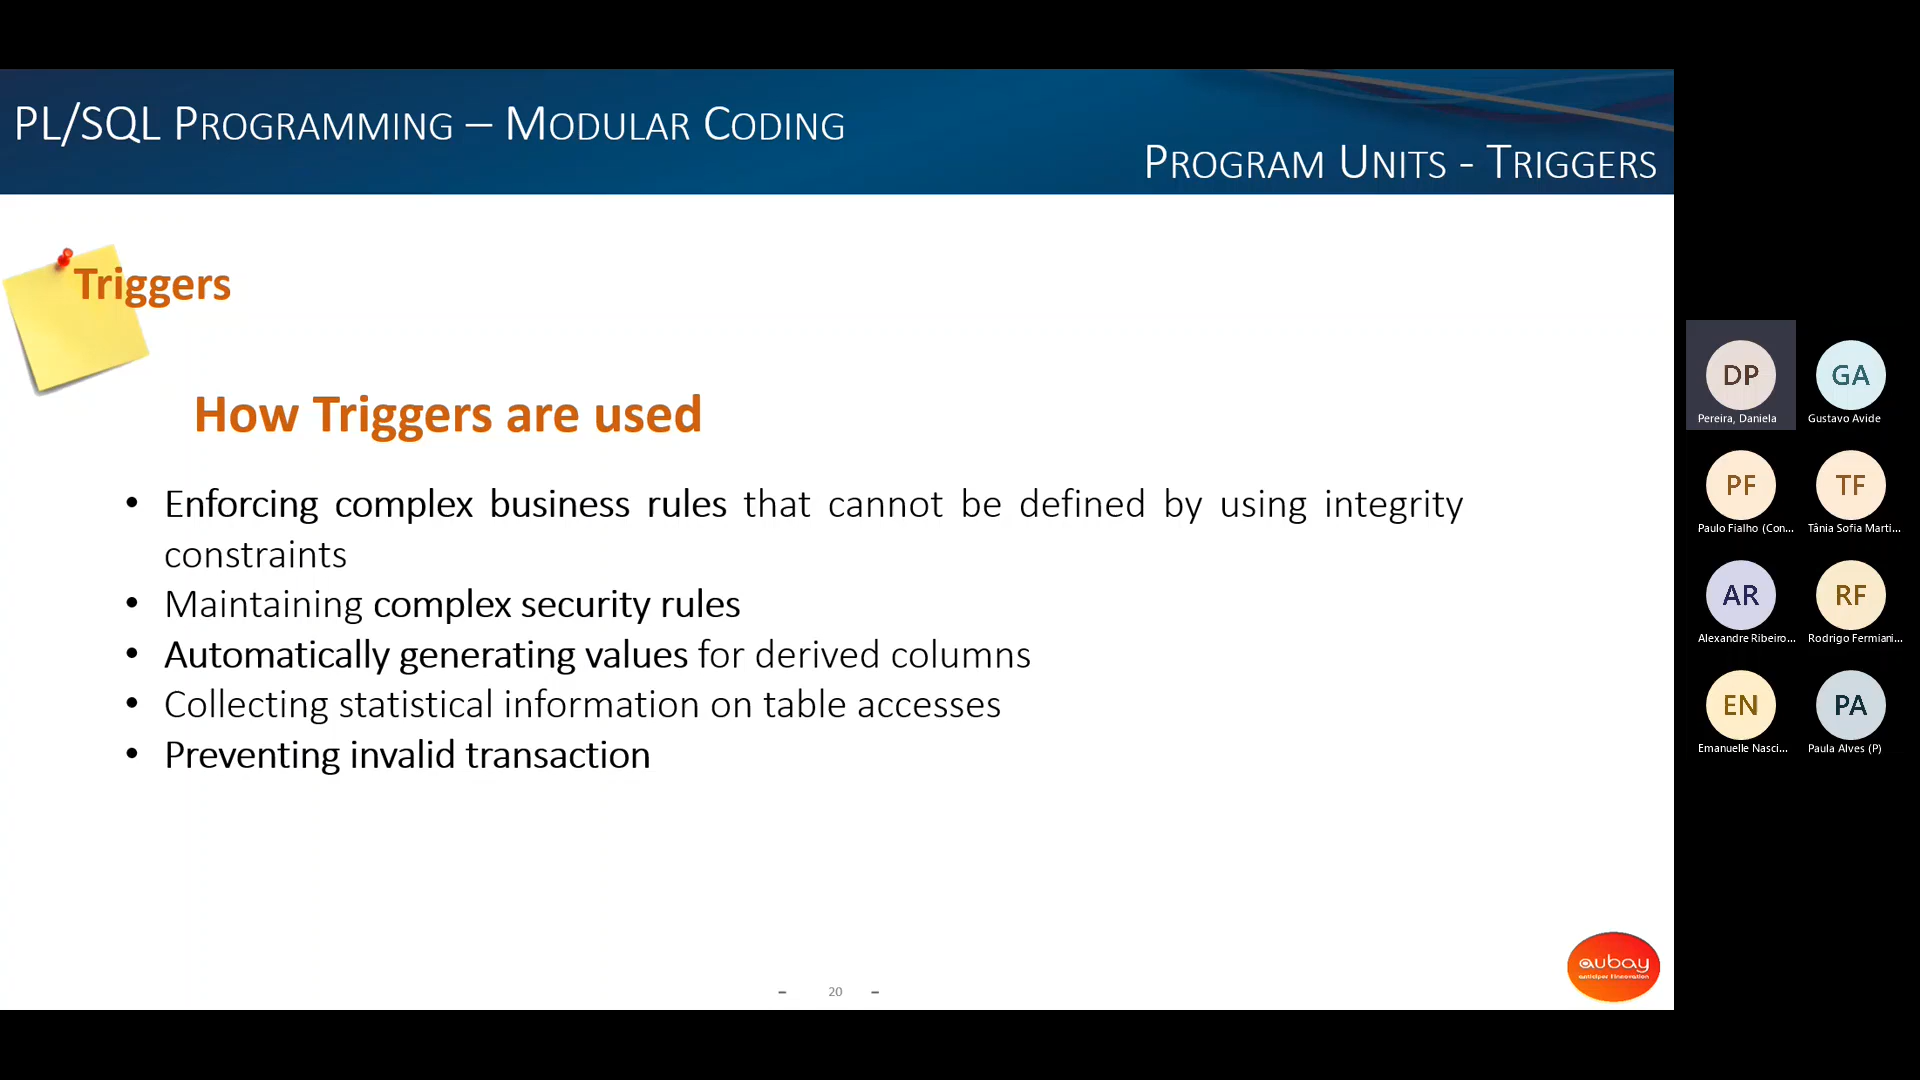 PL/SQL PROGRAMMING – MODULAR CODING
PROGRAM UNITS - TRIGGERS
Triggers
How Triggers are used
• Enforcing complex business rules that cannot be defined by using integrity
constraints
• Maintaining complex security rules
• Automatically generating values for derived columns
• Collecting statistical information on table accesses
• Preventing invalid transaction
– 20 –
aubay
anticiper l'innovation
DP
Pereira, Daniela
GA
Gustavo Avide
PF
Paulo Fialho (Con...
TF
Tânia Sofia Marti...
AR
Alexandre Ribeiro...
RF
Rodrigo Fermiani...
EN
Emanuelle Nasci...
PA
Paula Alves (P)